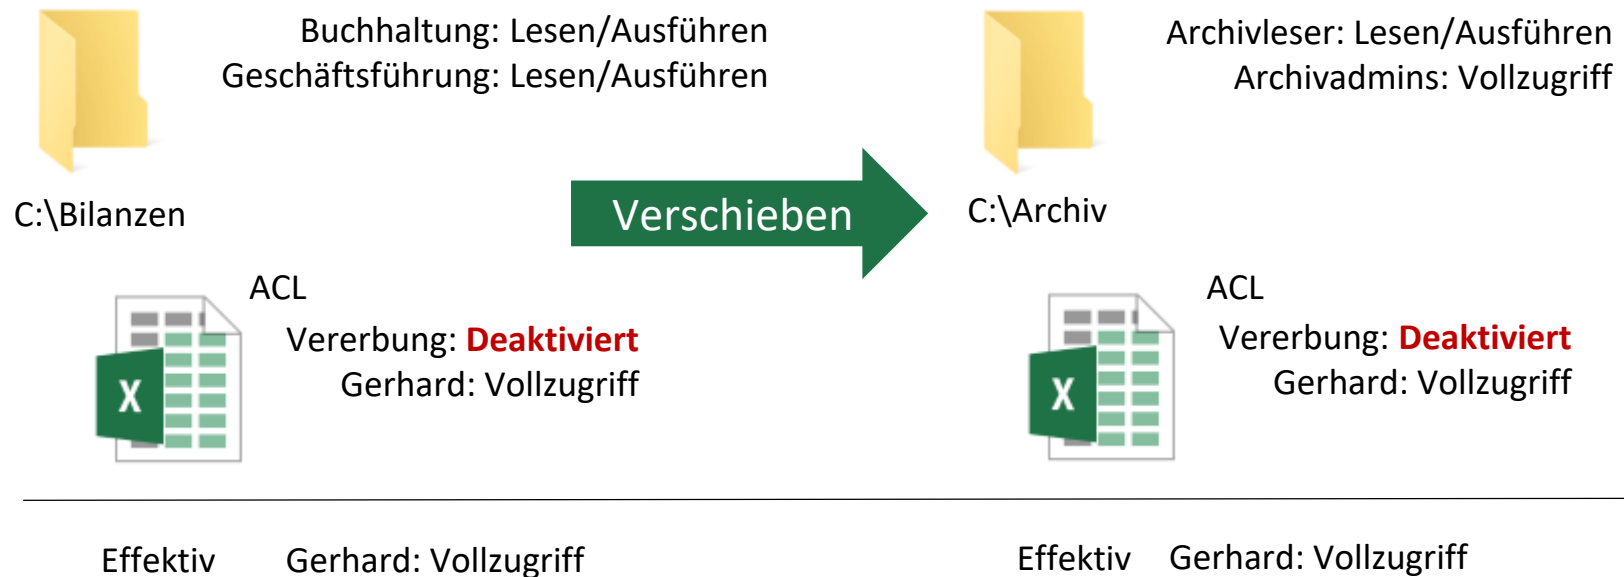 Buchhaltung: Lesen/Ausführen
Geschäftsführung: Lesen/Ausführen
C:\Bilanzen
ACL
Vererbung: Deaktiviert
Gerhard: Vollzugriff
X
Verschieben
Archivleser: Lesen/Ausführen
Archivadmins: Vollzugriff
C:\Archiv
ACL
Vererbung: Deaktiviert
Gerhard: Vollzugriff
X
Effektiv Gerhard: Vollzugriff
Effektiv Gerhard: Vollzugriff